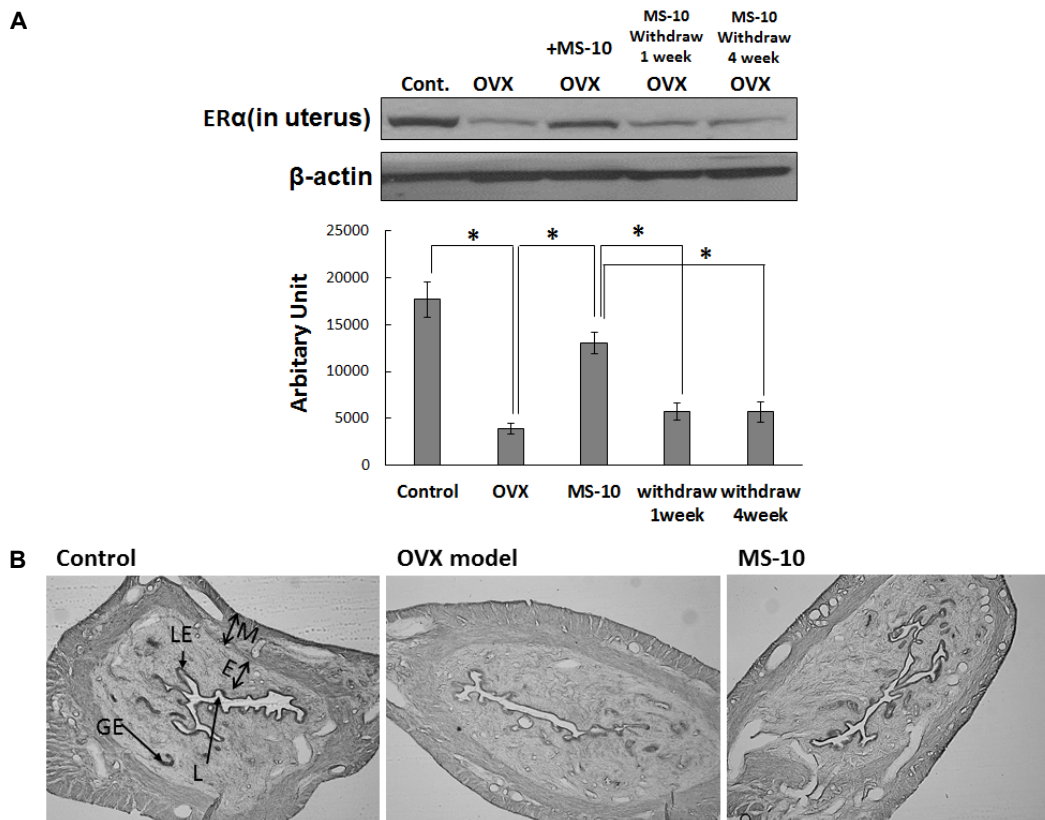 A
MS-10
Withdraw
1 week
MS-10
Withdraw
4 week
+MS-10
Cont.
OVX
OVX
OVX
OVX
ERα(in uterus)
β-actin
25000
20000
15000
10000
5000
0
Arbitary Unit
*
*
*
*
Control
OVX
MS-10
withdraw
1week
withdraw
4week
B
Control
OVX model
MS-10
LE
M
E
GE
L